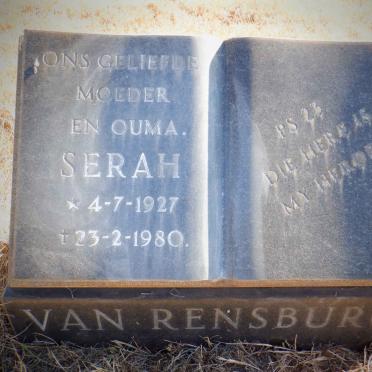 ONS GELIEFDE
MOEDER
EN OUMA.
SERAH
* 4-7-1927
† 23-2-1980.
PS 23
DIE HERE IS
MY HERDE
VAN RENSBUR